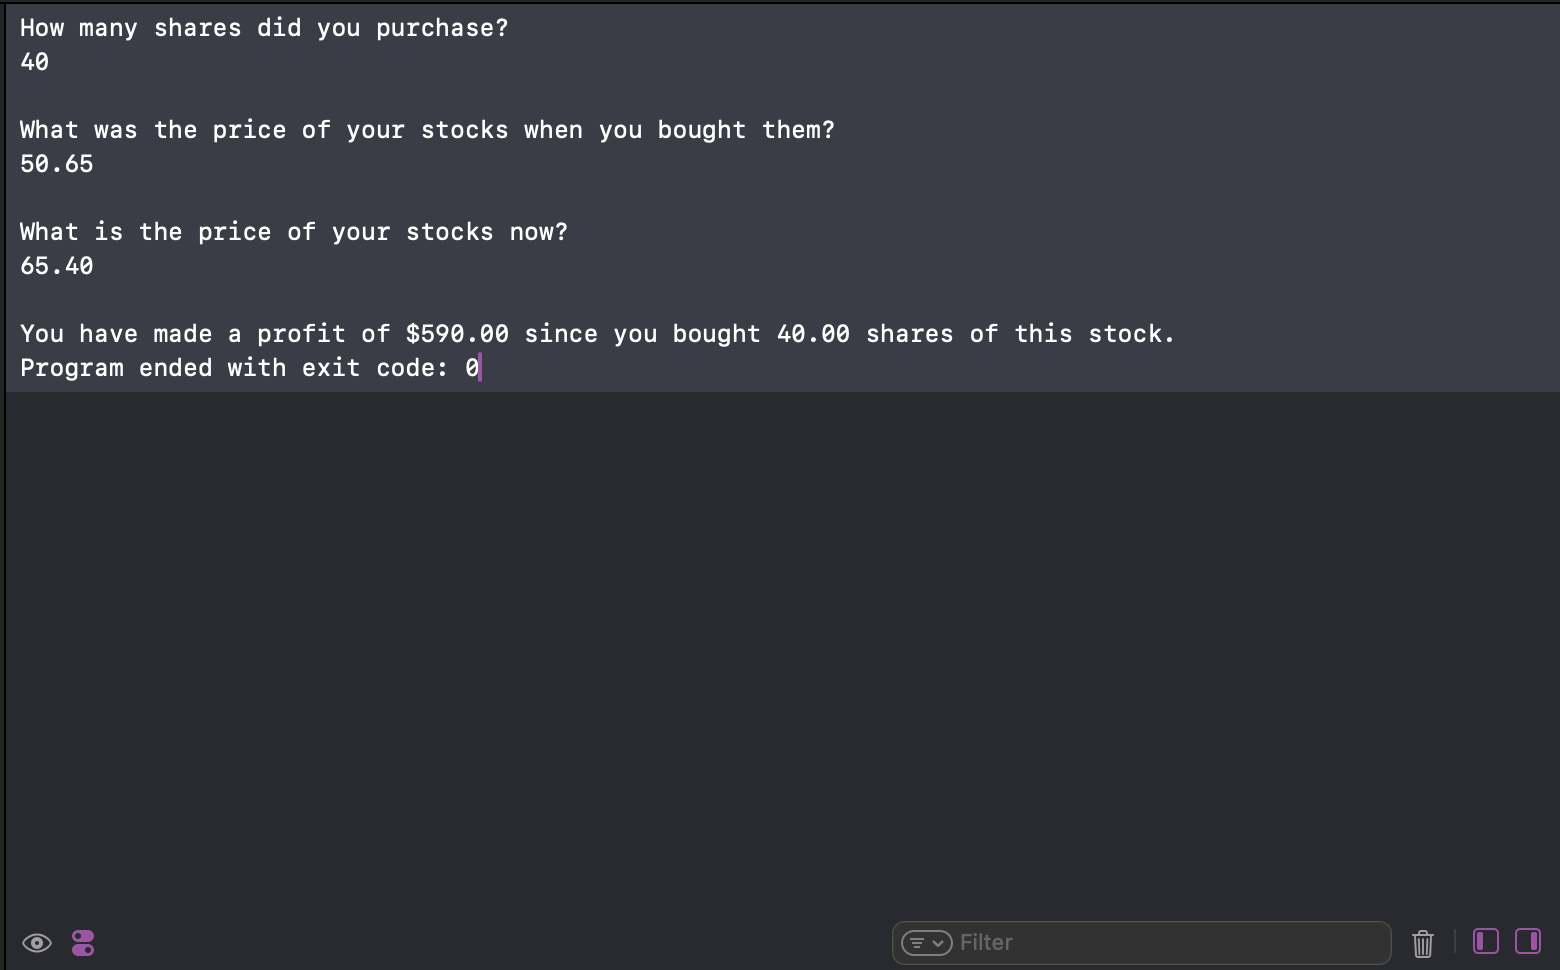 How many shares did you purchase?
40
What was the price of your stocks when you bought them?
50.65
What is the price of your stocks now?
65.40
You have made a profit of $590.00 since you bought 40.00 shares of this stock.
Program ended with exit code: 0
Filter